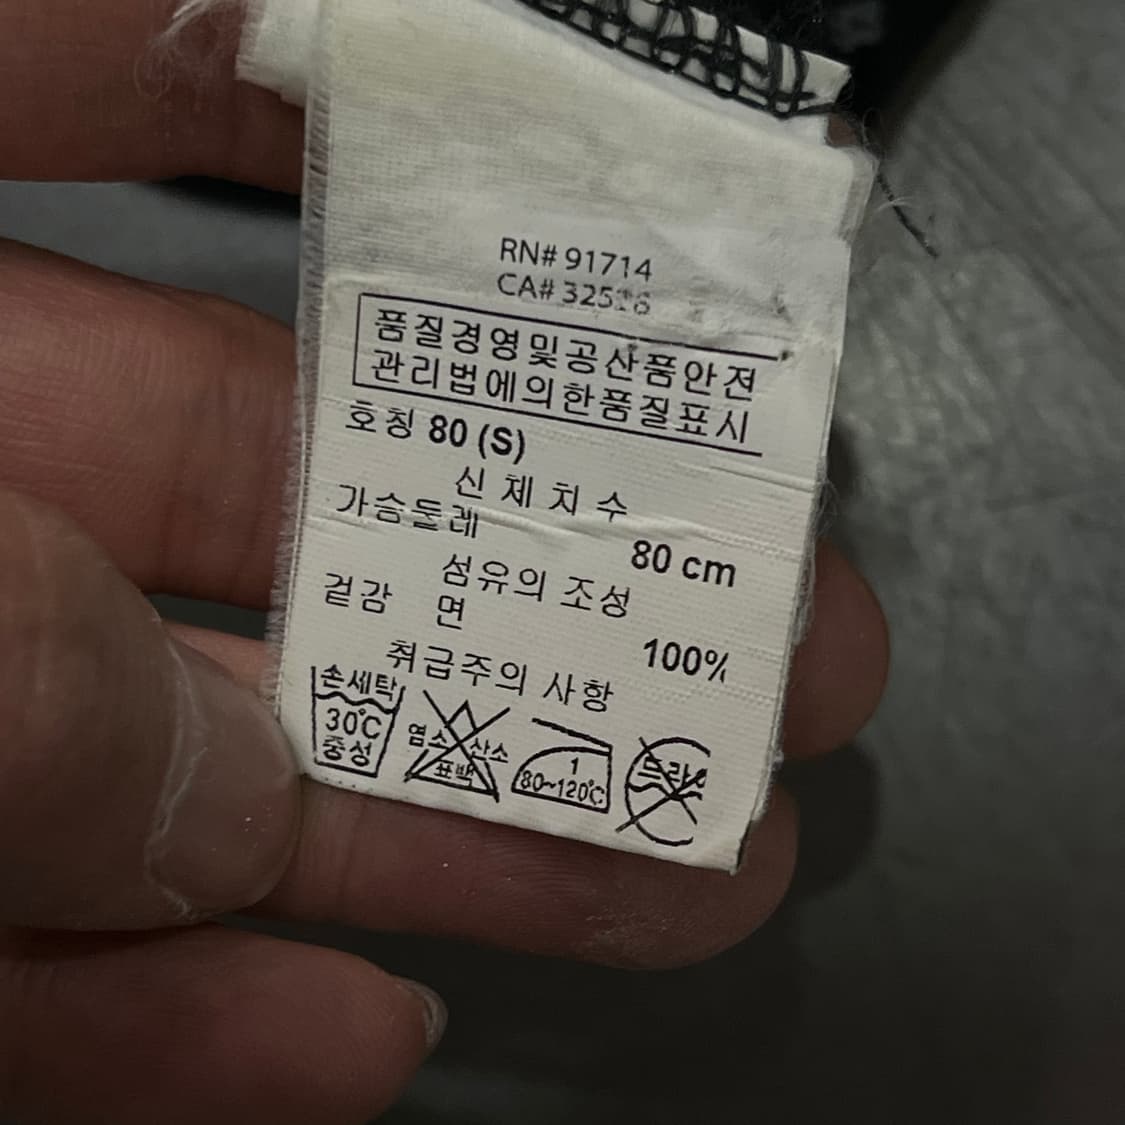 RN# 91714
CA#
품질경영및공산품안전
관리법에의한품질표시
호칭 80 (S)
신체치수
가슴둘레
80 cm
섬유의 조성
겉감 면
100%
취급주의 사항
손세탁
30℃
중성
염소 산소
표백
1
80~120℃